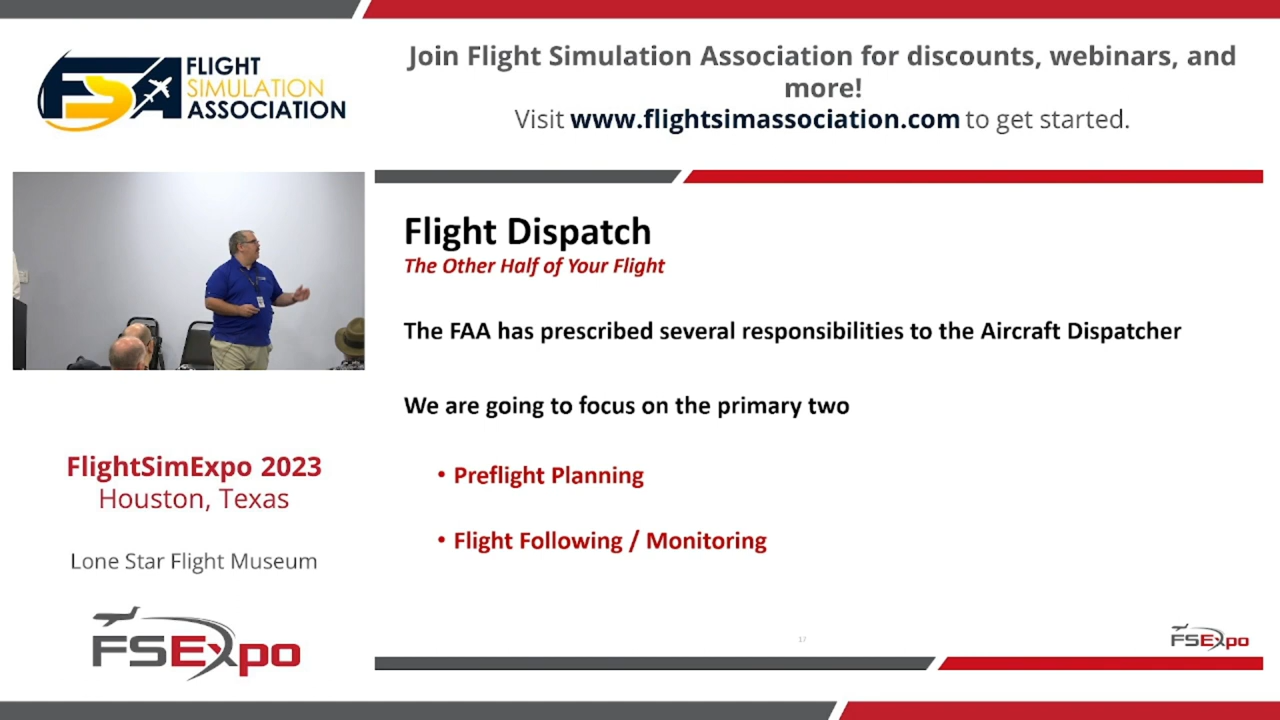 FSA
FLIGHT
SIMULATION
ASSOCIATION
Join Flight Simulation Association for discounts, webinars, and
more!
Visit www.flightsimassociation.com to get started.
Flight Dispatch
The Other Half of Your Flight
The FAA has prescribed several responsibilities to the Aircraft Dispatcher
We are going to focus on the primary two
• Preflight Planning
• Flight Following / Monitoring
17
FSExpo
FlightSimExpo 2023
Houston, Texas
Lone Star Flight Museum
FSExpo